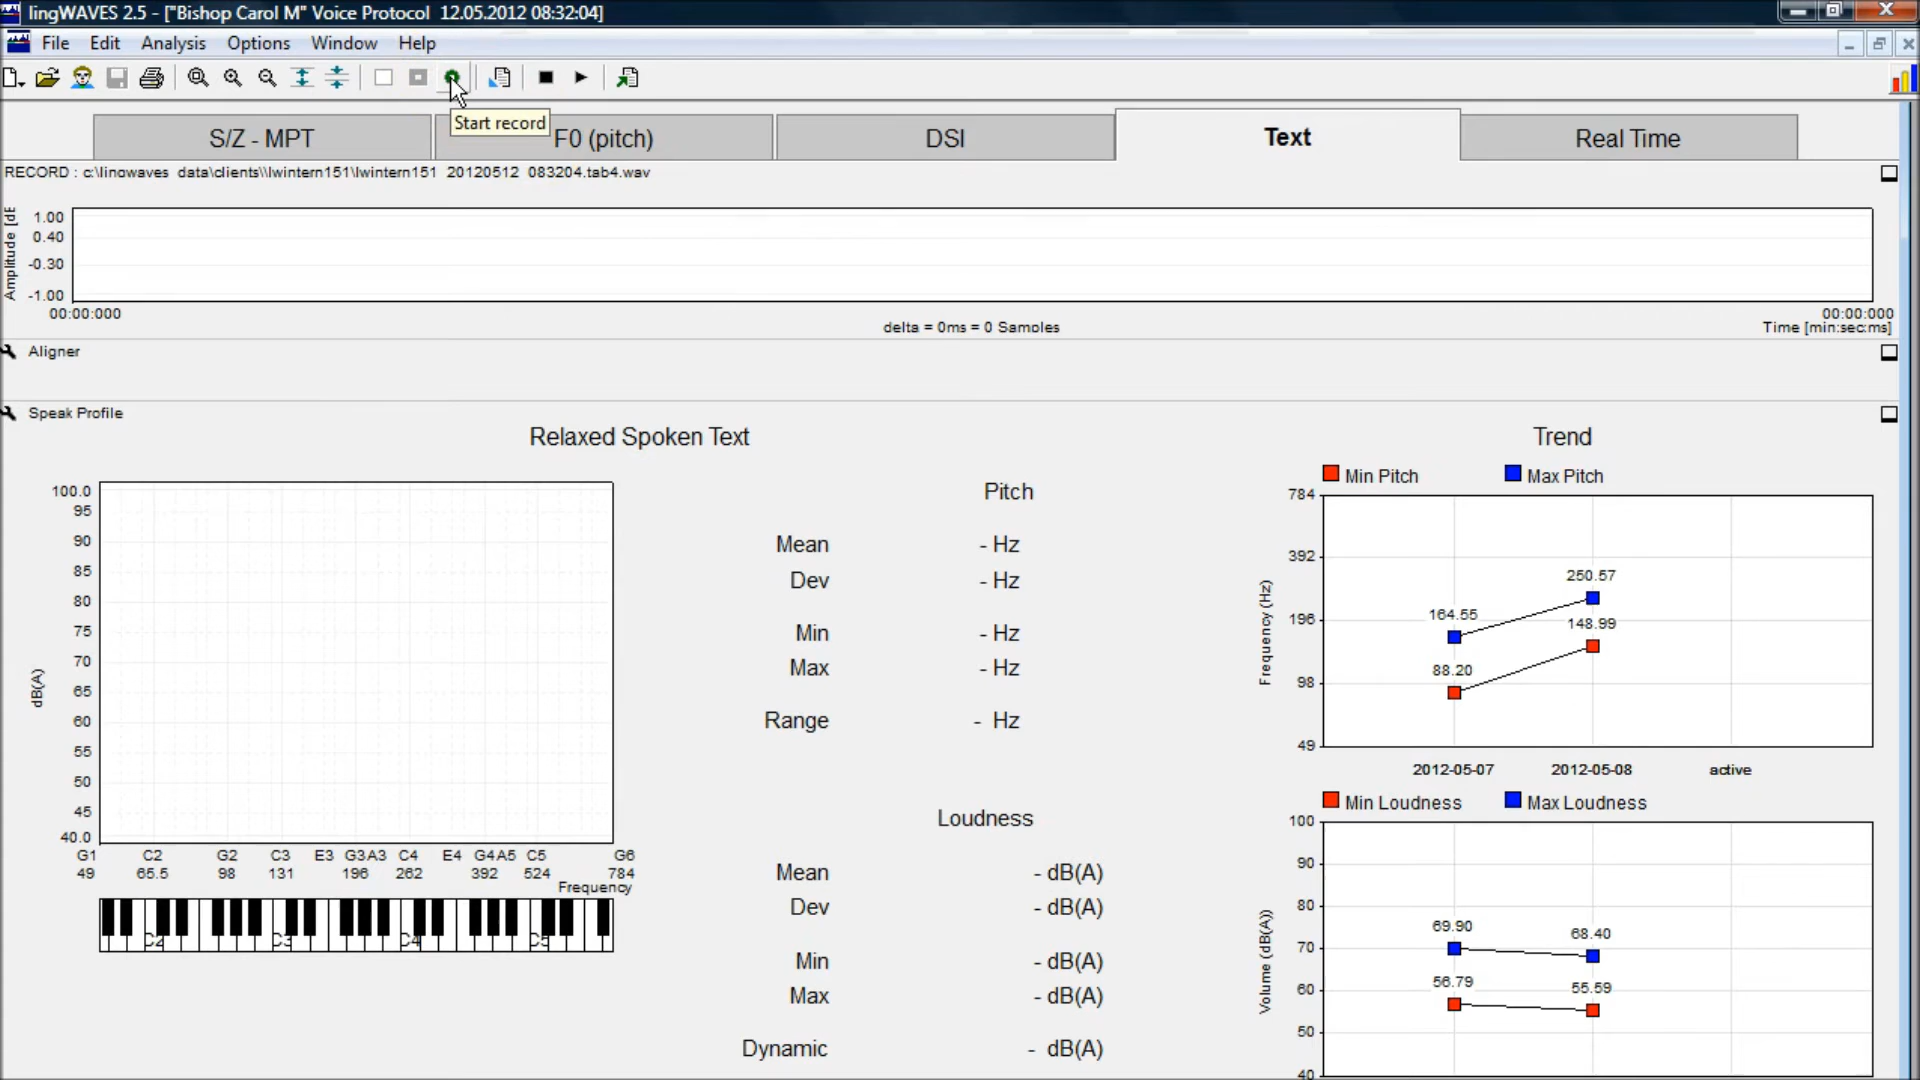 lingWAVES 2.5 - ["Bishop Carol M" Voice Protocol 12.05.2012 08:32:04]
File Edit Analysis Options Window Help
Start record
S/Z - MPT F0 (pitch) DSI Text Real Time
RECORD : c:\linowaves data\clients\\lwintern151\lwintern151 20120512 083204.tab4.wav
1.00
0.40
-0.30
-1.00
00:00:000 00:00:000
delta = 0ms = 0 Samples Time [min:sec:ms]
Aligner
Speak Profile
Relaxed Spoken Text
100.0
95
90
85
80
75
70
65
60
55
50
45
40.0
dB(A)
G1 C2 G2 C3 E3 G3 A3 C4 E4 G4 A5 C5 G6
49 65.5 98 131 196 262 392 524 784
Frequency
C2 C3 C4 C5
Pitch
Mean - Hz
Dev - Hz
Min - Hz
Max - Hz
Range - Hz
Loudness
Mean - dB(A)
Dev - dB(A)
Min - dB(A)
Max - dB(A)
Dynamic - dB(A)
Trend
Min Pitch Max Pitch
784
392
196
98
49
Frequency (Hz)
164.55 250.57
88.20 148.99
2012-05-07 2012-05-08 active
Min Loudness Max Loudness
100
90
80
70
60
50
40
Volume (dB(A))
69.90 68.40
56.79 55.59